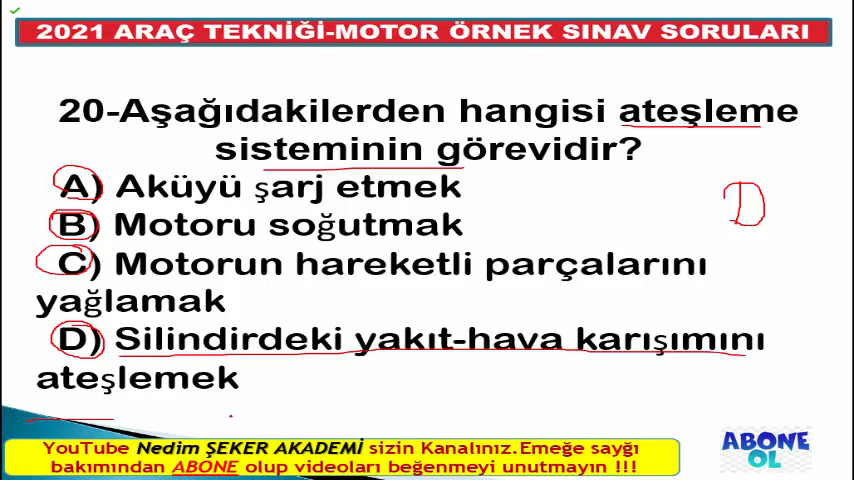 2021 ARAÇ TEKNİĞİ-MOTOR ÖRNEK SINAV SORULARI
20-Aşağıdakilerden hangisi ateşleme
sisteminin görevidir?
A) Aküyü şarj etmek
D
B) Motoru soğutmak
C) Motorun hareketli parçalarını
yağlamak
D) Silindirdeki yakıt-hava karışımını
ateşlemek
YouTube Nedim ŞEKER AKADEMİ sizin Kanalınız.Emeğe sayğı
bakımından ABONE olup videoları beğenmeyi unutmayın !!!
ABONE
OL